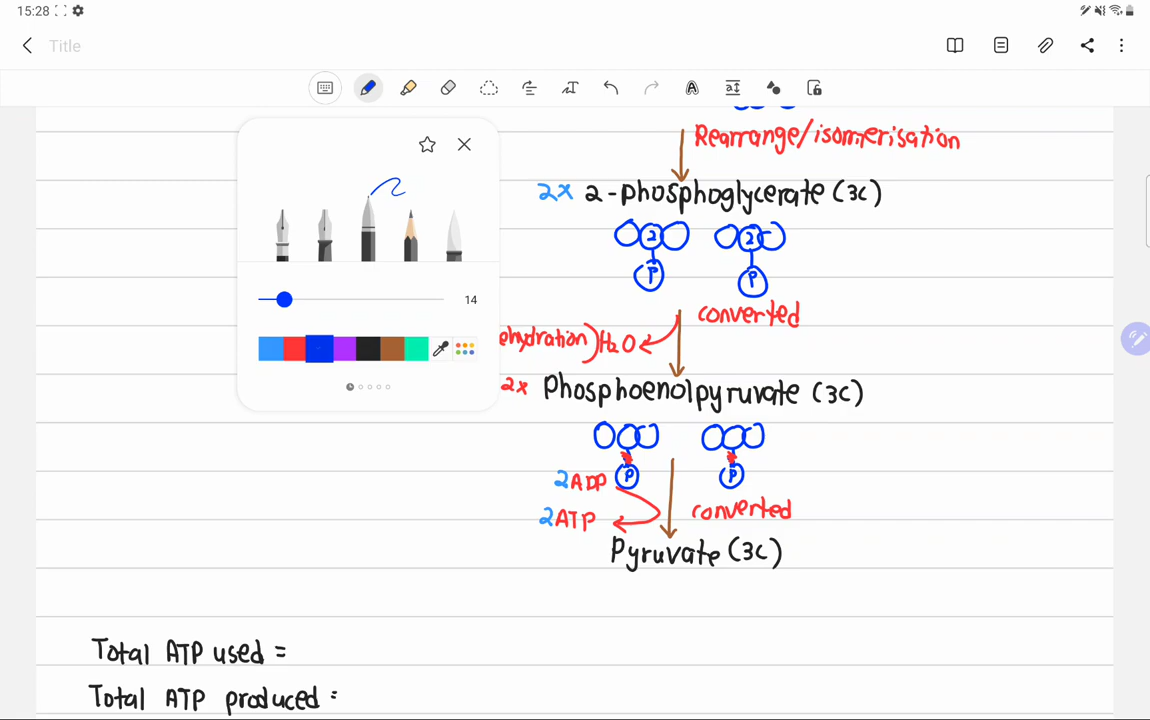 15:28
Title
Rearrange/isomerisation
2x 2-phosphoglycerate (3C)
2 2
P P
14
converted
ehydration) H₂O
2x Phosphoenolpyruvate (3C)
P P
2ADP
2ATP
converted
Pyruvate (3C)
Total ATP used =
Total ATP produced =